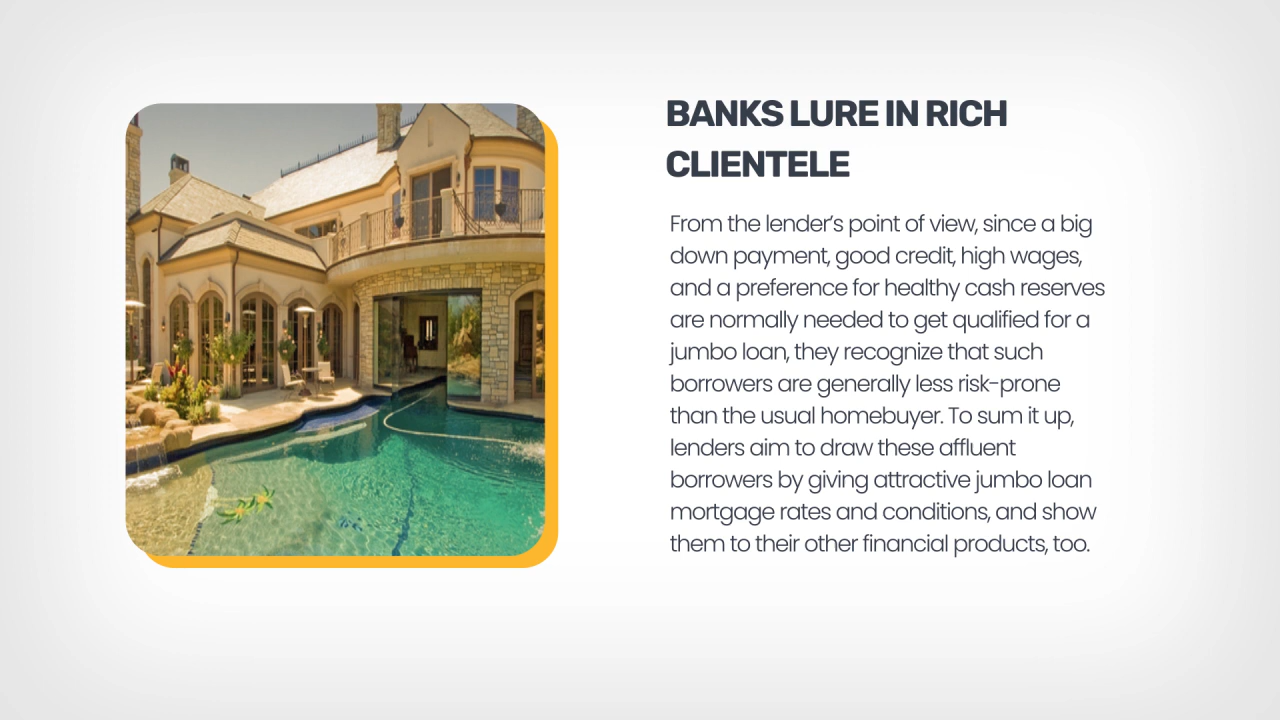 BANKS LURE IN RICH
CLIENTELE
From the lender's point of view, since a big
down payment, good credit, high wages,
and a preference for healthy cash reserves
are normally needed to get qualified for a
jumbo loan, they recognize that such
borrowers are generally less risk-prone
than the usual homebuyer. To sum it up,
lenders aim to draw these affluent
borrowers by giving attractive jumbo loan
mortgage rates and conditions, and show
them to their other financial products, too.